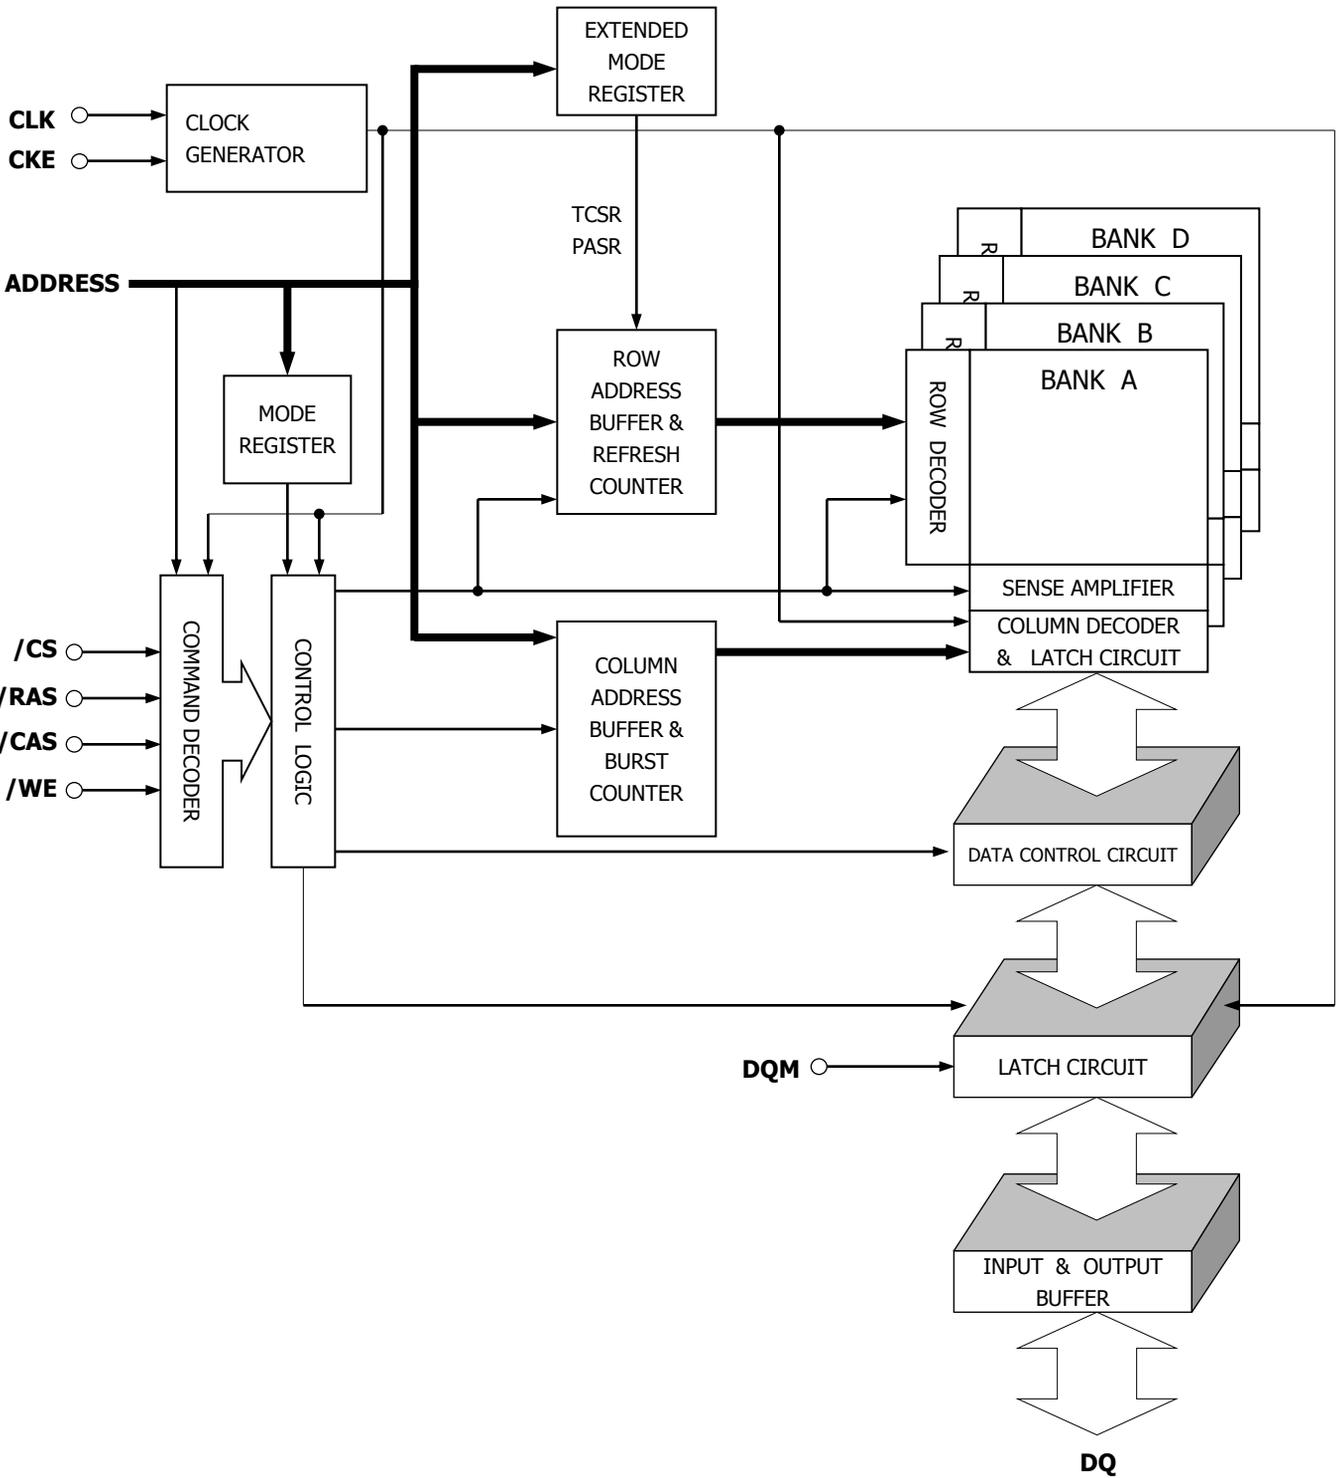 EXTENDED
MODE
REGISTER
CLK
CKE
CLOCK
GENERATOR
TCSR
PASR
ADDRESS
BANK D
R
BANK C
R
BANK B
R
BANK A
ROW DECODER
ROW
ADDRESS
BUFFER &
REFRESH
COUNTER
MODE
REGISTER
SENSE AMPLIFIER
COLUMN DECODER
& LATCH CIRCUIT
/CS
/RAS
/CAS
/WE
COMMAND DECODER
CONTROL LOGIC
COLUMN
ADDRESS
BUFFER &
BURST
COUNTER
DATA CONTROL CIRCUIT
DQM
LATCH CIRCUIT
INPUT & OUTPUT
BUFFER
DQ